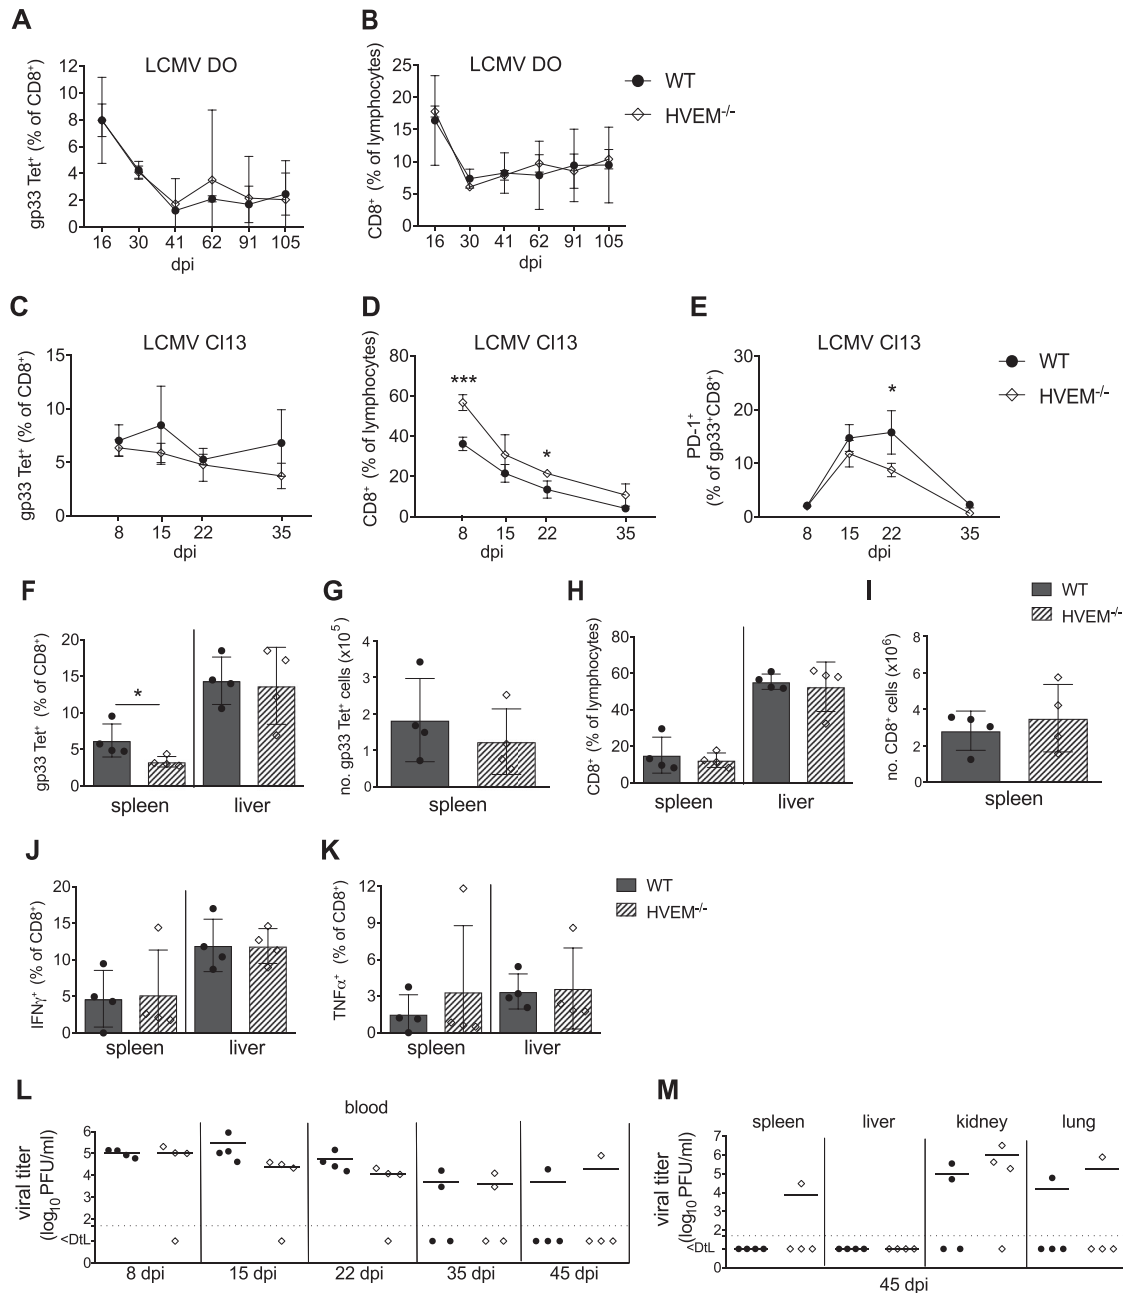 A
LCMV DO
gp33 Tet⁺ (% of CD8⁺)
12
10
8
6
4
2
0
16 30 41 62 91 105
dpi
B
LCMV DO
CD8⁺ (% of lymphocytes)
25
20
15
10
5
0
16 30 41 62 91 105
dpi
WT
HVEM⁻/⁻
C
LCMV Cl13
gp33 Tet⁺ (% of CD8⁺)
15
10
5
0
8 15 22 35
dpi
D
LCMV Cl13
CD8⁺ (% of lymphocytes)
80
60
40
20
0
***
*
8 15 22 35
dpi
E
LCMV Cl13
PD-1⁺
(% of gp33⁺CD8⁺)
30
20
10
0
*
8 15 22 35
dpi
WT
HVEM⁻/⁻
F
gp33 Tet⁺ (% of CD8⁺)
20
15
10
5
0
*
spleen liver
G
no. gp33 Tet⁺ cells (x10⁵)
4
3
2
1
0
spleen
H
CD8⁺ (% of lymphocytes)
80
60
40
20
0
spleen liver
I
no. CD8⁺ cells (x10⁶)
8
6
4
2
0
spleen
WT
HVEM⁻/⁻
J
IFNγ⁺ (% of CD8⁺)
20
15
10
5
0
spleen liver
K
TNFα⁺ (% of CD8⁺)
12
9
6
3
0
spleen liver
WT
HVEM⁻/⁻
L
blood
viral titer
(log₁₀ PFU/ml)
6
5
4
3
2
<DtL
0
8 dpi 15 dpi 22 dpi 35 dpi 45 dpi
M
spleen liver kidney lung
viral titer
(log₁₀ PFU/ml)
7
6
5
4
3
2
<DtL
0
45 dpi